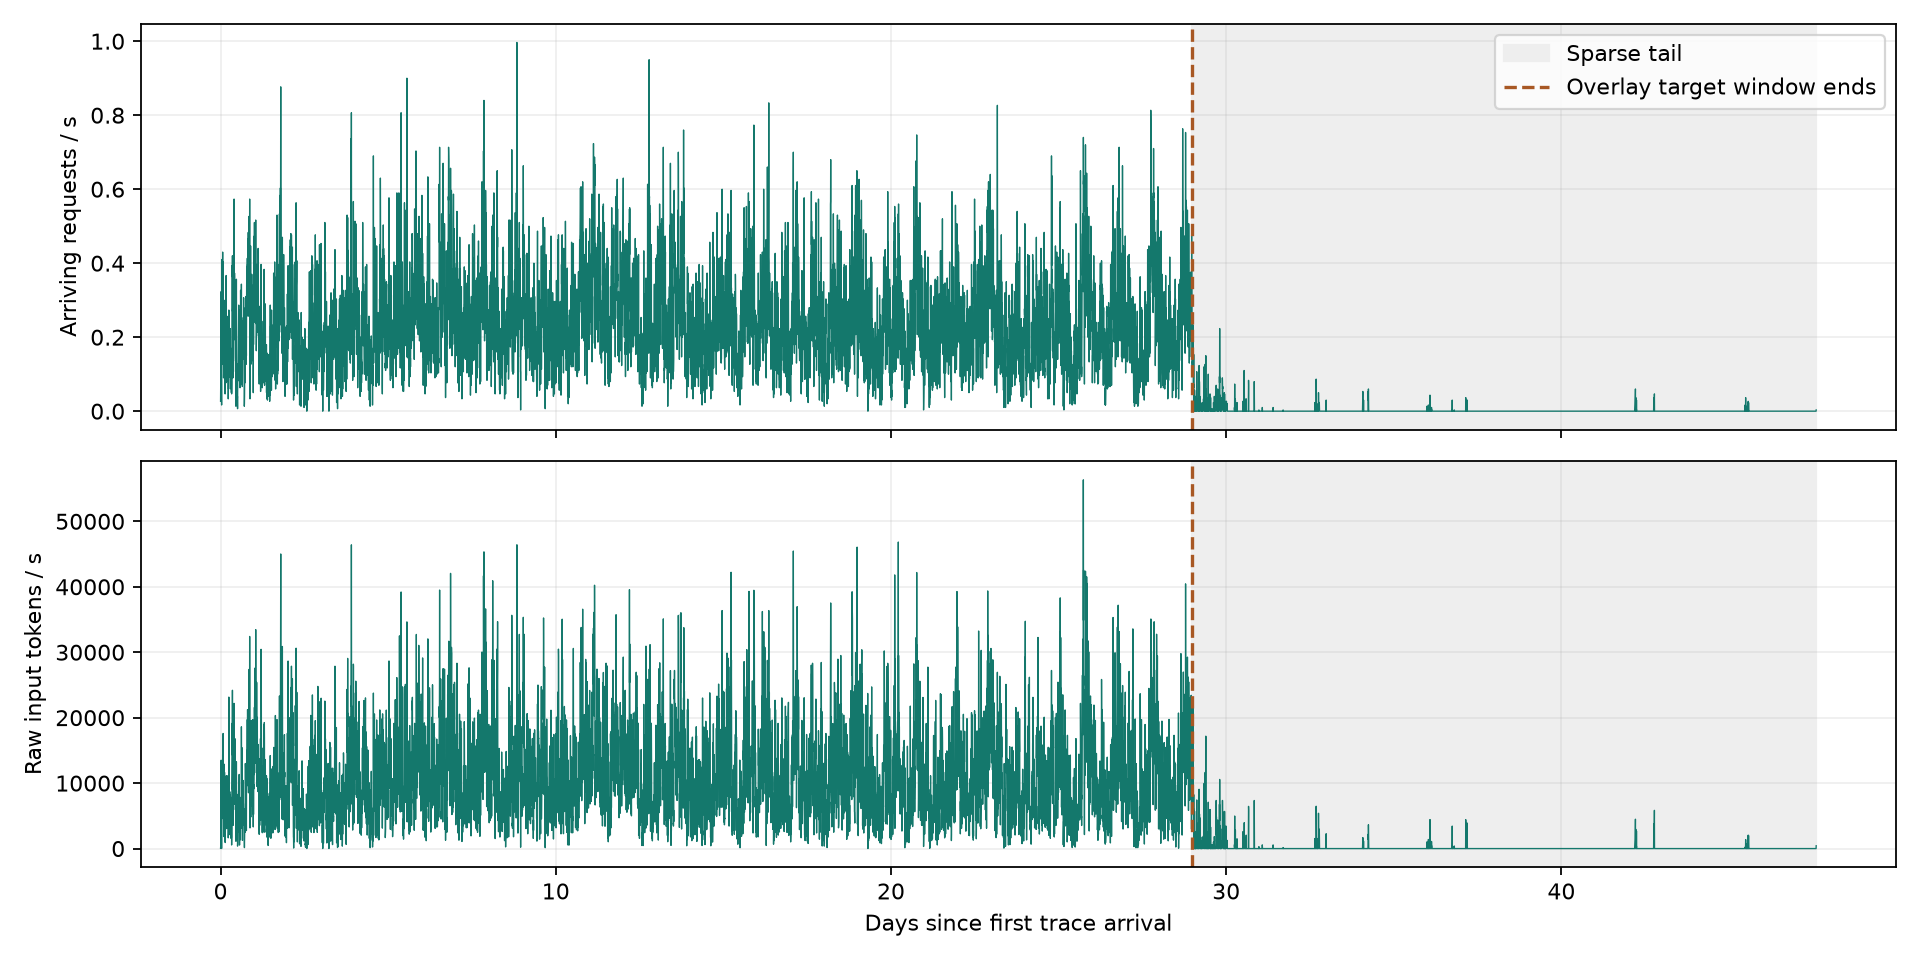 1.0
0.8
0.6
0.4
0.2
0.0
Arriving requests / s
Sparse tail
Overlay target window ends
50000
40000
30000
20000
10000
0
Raw input tokens / s
0 10 20 30 40
Days since first trace arrival